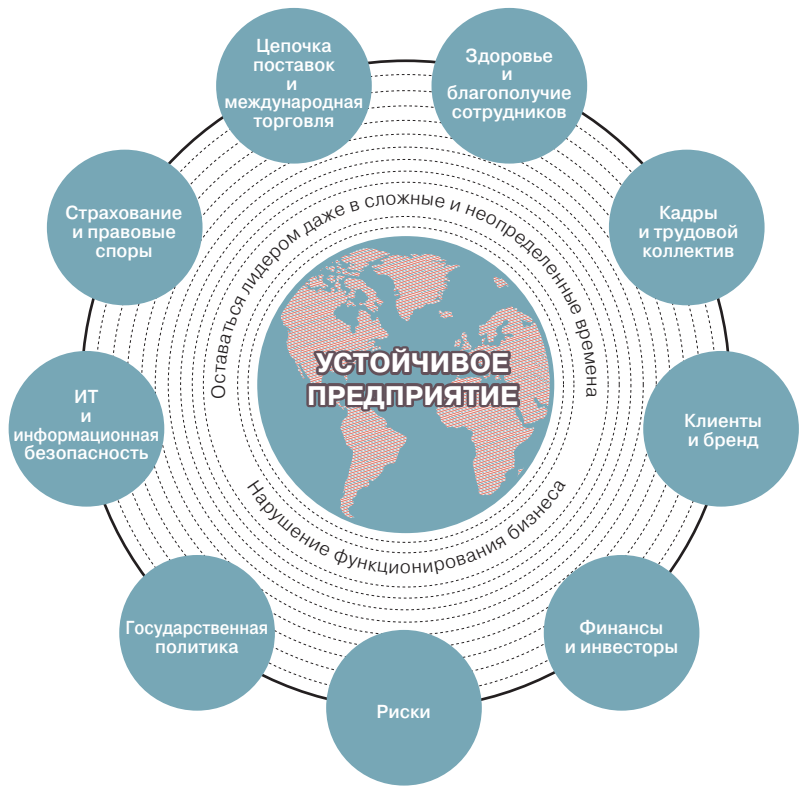 Цепочка
поставок
и
международная
торговля
Здоровье
и
благополучие
сотрудников
Страхование
и правовые
споры
Кадры
и трудовой
коллектив
Оставаться лидером даже в сложные и неопределенные времена
УСТОЙЧИВОЕ
ПРЕДПРИЯТИЕ
ИТ
и
информационная
безопасность
Клиенты
и бренд
Нарушение функционирования бизнеса
Государственная
политика
Финансы
и инвесторы
Риски